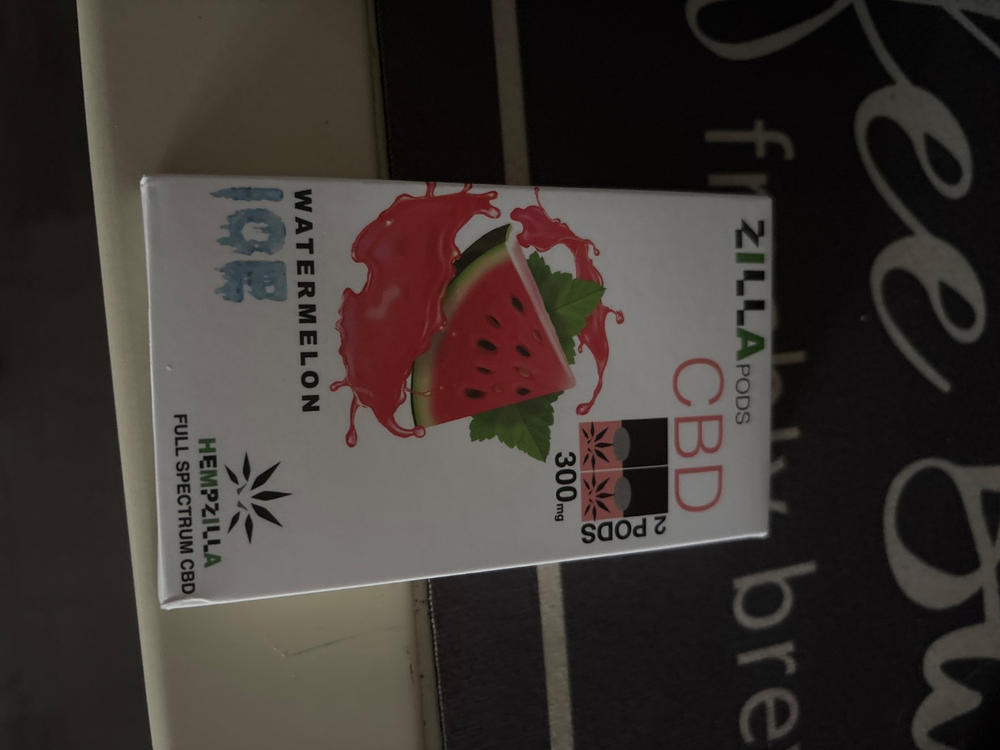 ZILLA PODS
CBD
2 PODS
300mg
WATERMELON
ICE
HEMPZILLA
FULL SPECTRUM CBD